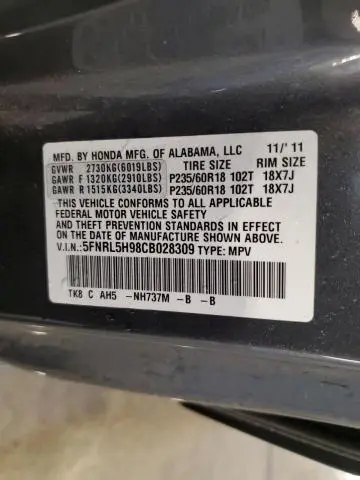 MFD. BY HONDA MFG. OF ALABAMA, LLC 11/'11
GVWR 2730KG(6019LBS) TIRE SIZE RIM SIZE
GAWR F 1320KG(2910LBS) P235/60R18 102T 18X7J
GAWR R 1515KG(3340LBS) P235/60R18 102T 18X7J
THIS VEHICLE CONFORMS TO ALL APPLICABLE
FEDERAL MOTOR VEHICLE SAFETY
AND THEFT PREVENTION STANDARDS IN EFFECT
ON THE DATE OF MANUFACTURE SHOWN ABOVE.
V.I.N:5FNRL5H98CB028309 TYPE: MPV
TK8 C AH5 -NH737M -B -B